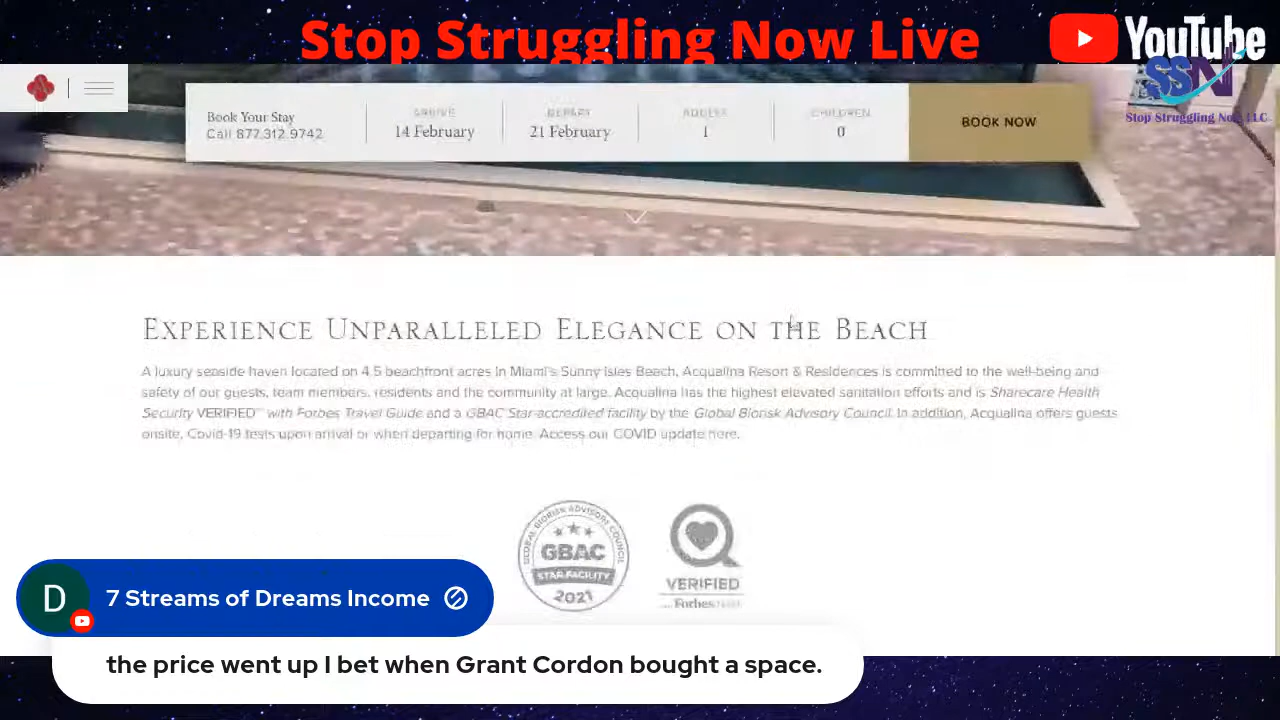 Stop Struggling Now Live
YouTube
SSN
Stop Struggling Now, LLC
Book Your Stay
Call 877.312.9742
ARRIVE
14 February
DEPART
21 February
ADULTS
1
CHILDREN
0
BOOK NOW
EXPERIENCE UNPARALLELED ELEGANCE ON THE BEACH
A luxury seaside haven located on 4.5 beachfront acres in Miami's Sunny Isles Beach, Acqualina Resort & Residences is committed to the well-being and
safety of our guests, team members, residents and the community at large. Acqualina has the highest elevated sanitation efforts and is Sharecare Health
Security VERIFIED™ with Forbes Travel Guide and a GBAC Star-accredited facility by the Global Biorisk Advisory Council. In addition, Acqualina offers guests
onsite, Covid-19 tests upon arrival or when departing for home. Access our COVID update here.
GLOBAL BIORISK ADVISORY COUNCIL
GBAC
STAR FACILITY
2021
VERIFIED
Forbes
D
7 Streams of Dreams Income
the price went up I bet when Grant Cordon bought a space.